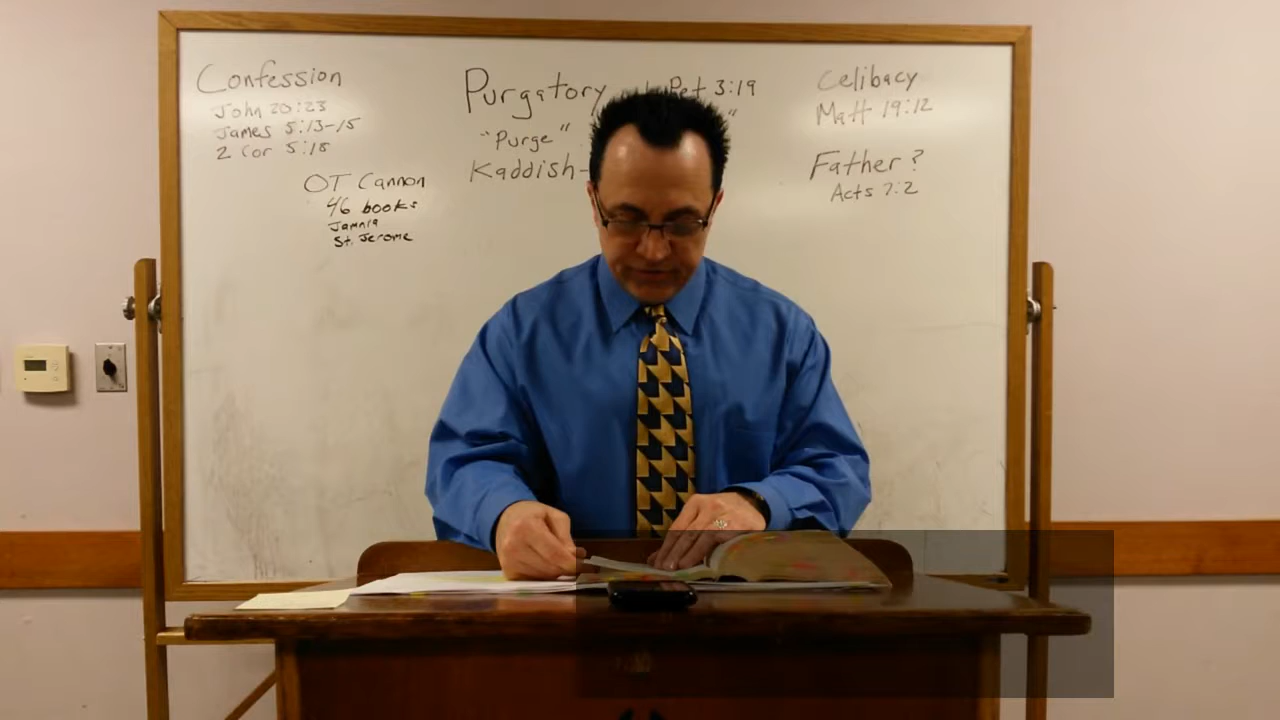 Confession
John 20:23
James 5:13-15
2 Cor 5:18
OT Cannon
46 books
Jamnia
St. Jerome
Purgatory Pet 3:19
"Purge" "
Kaddish-
Celibacy
Matt 19:12
Father?
Acts 7:2